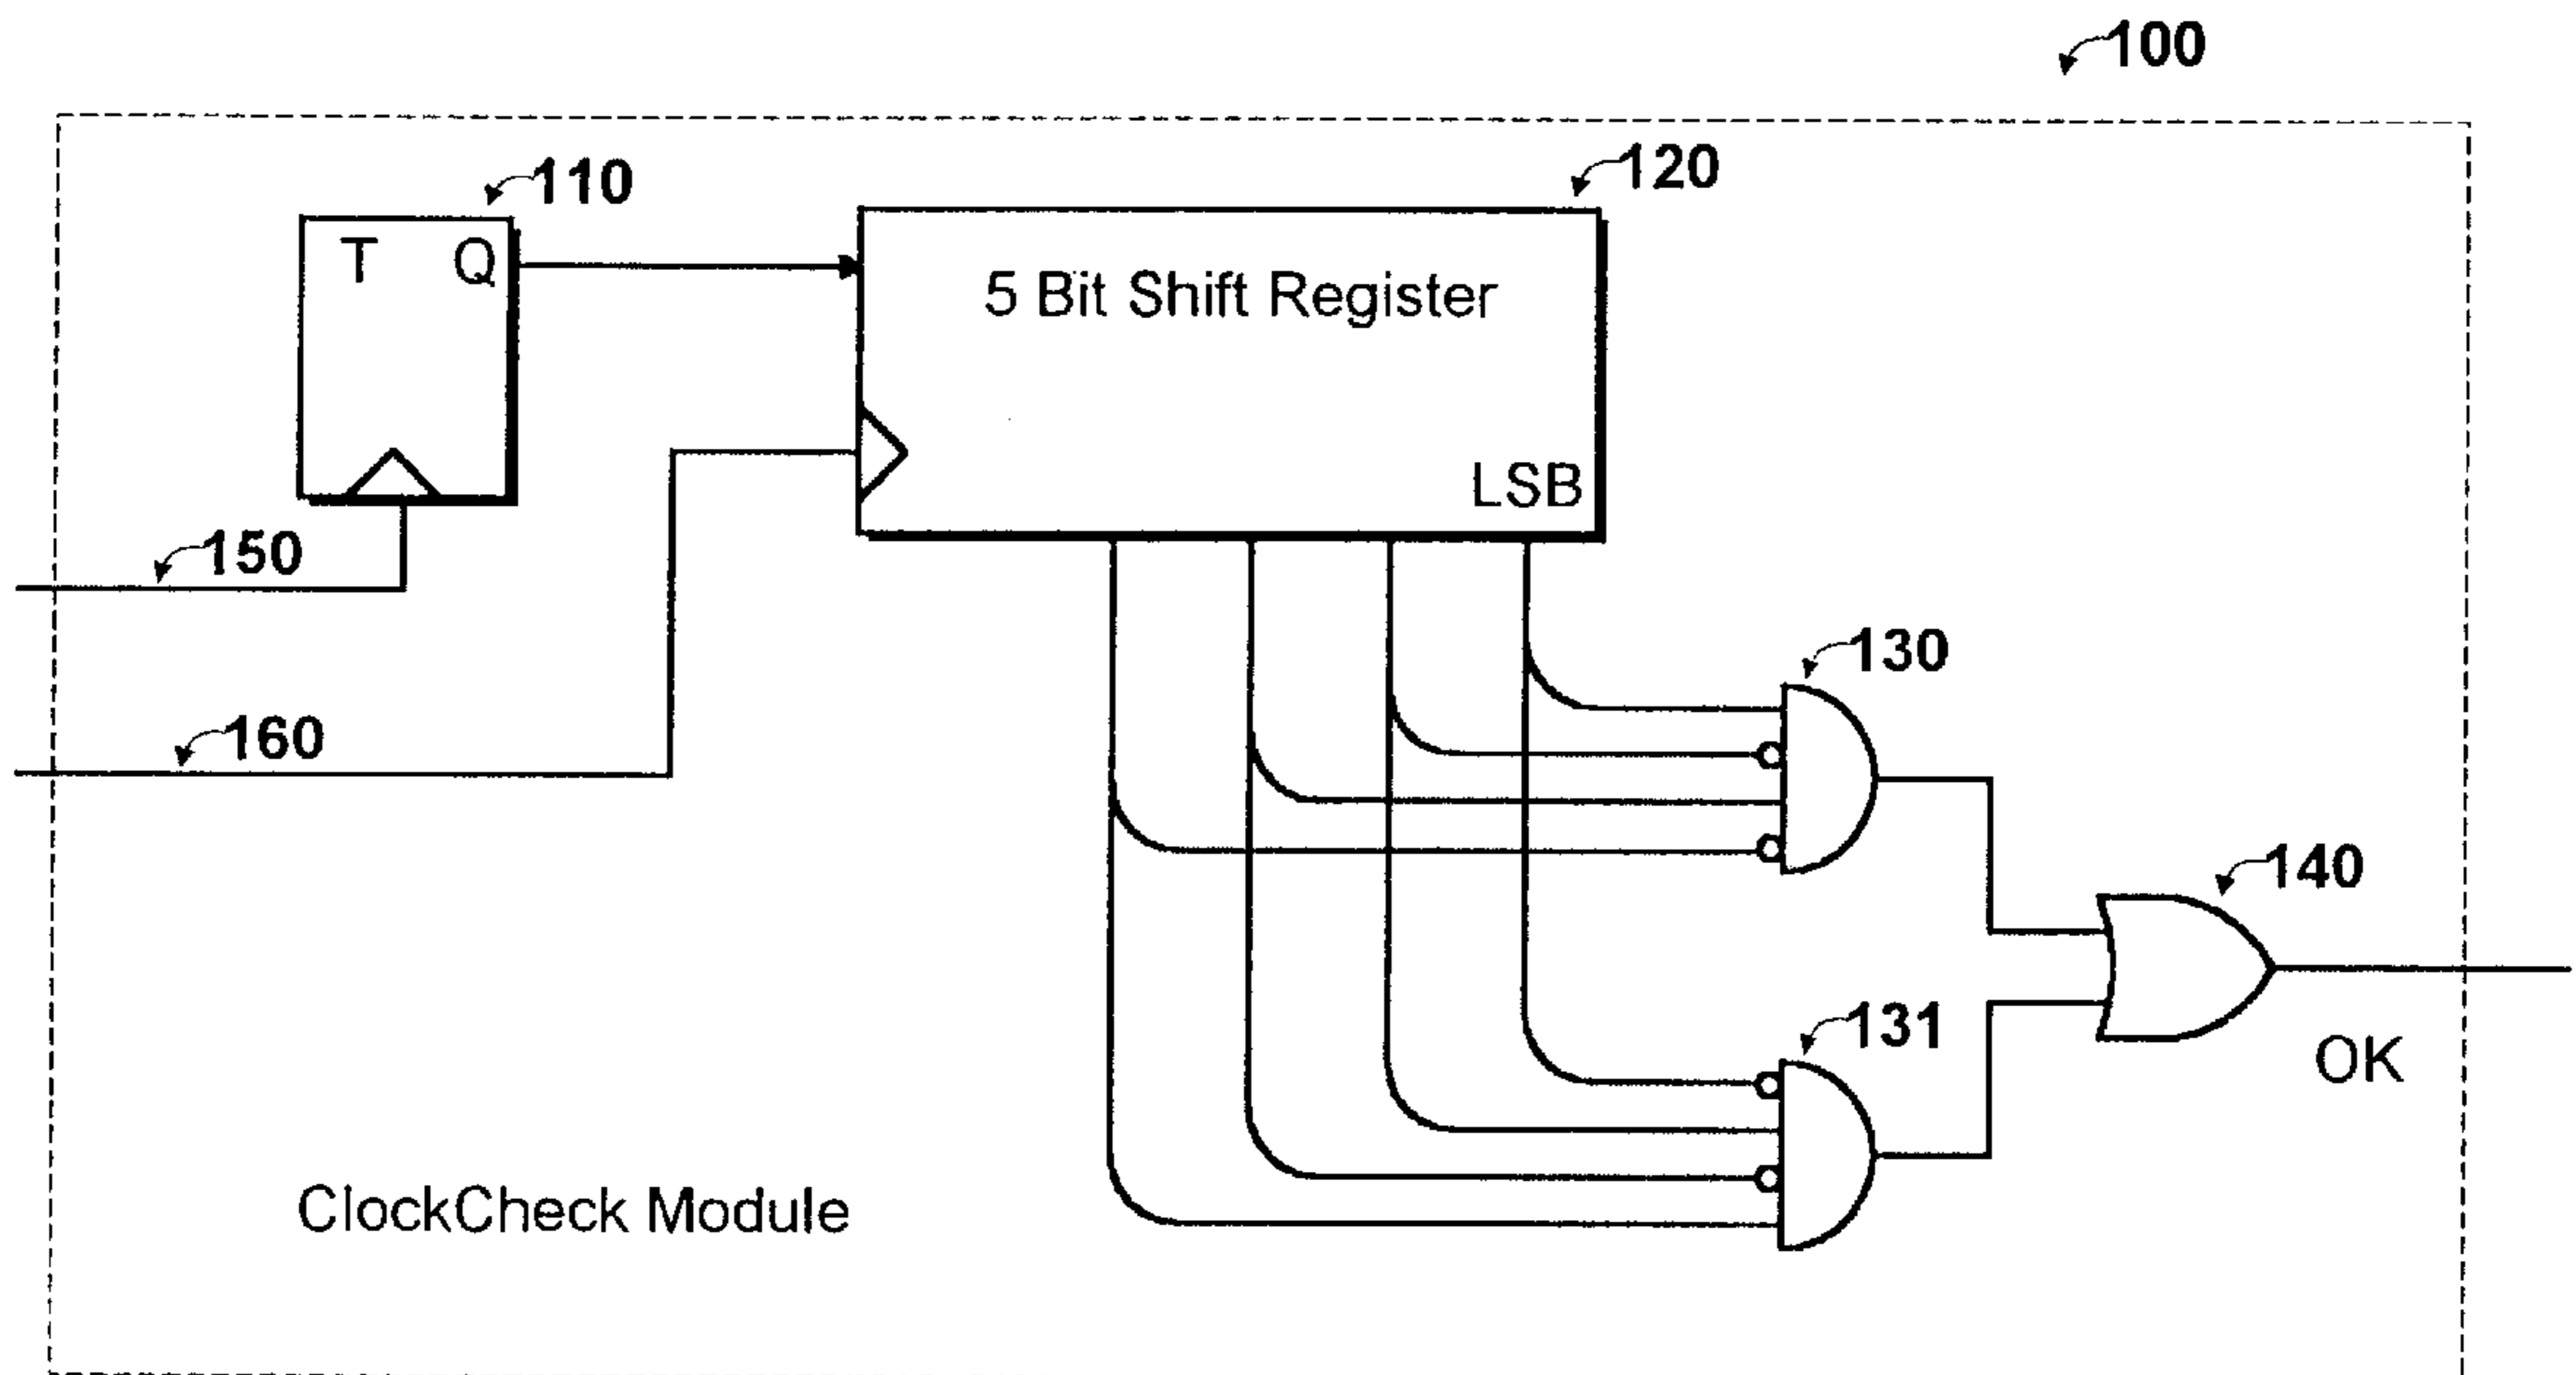 100
110
120
T Q
5 Bit Shift Register
LSB
150
130
160
140
131
OK
ClockCheck Module